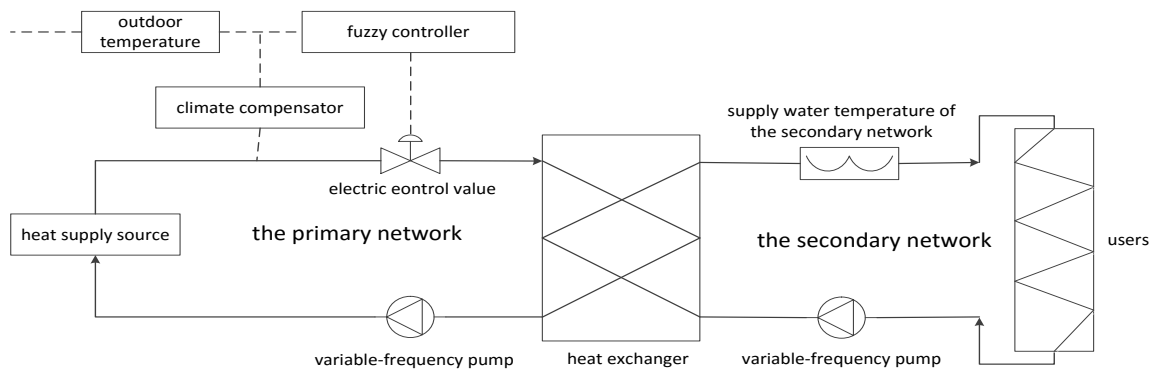 outdoor
temperature
fuzzy controller
climate compensator
supply water temperature of
the secondary network
electric eontrol value
heat supply source
the primary network
the secondary network
users
variable-frequency pump
heat exchanger
variable-frequency pump